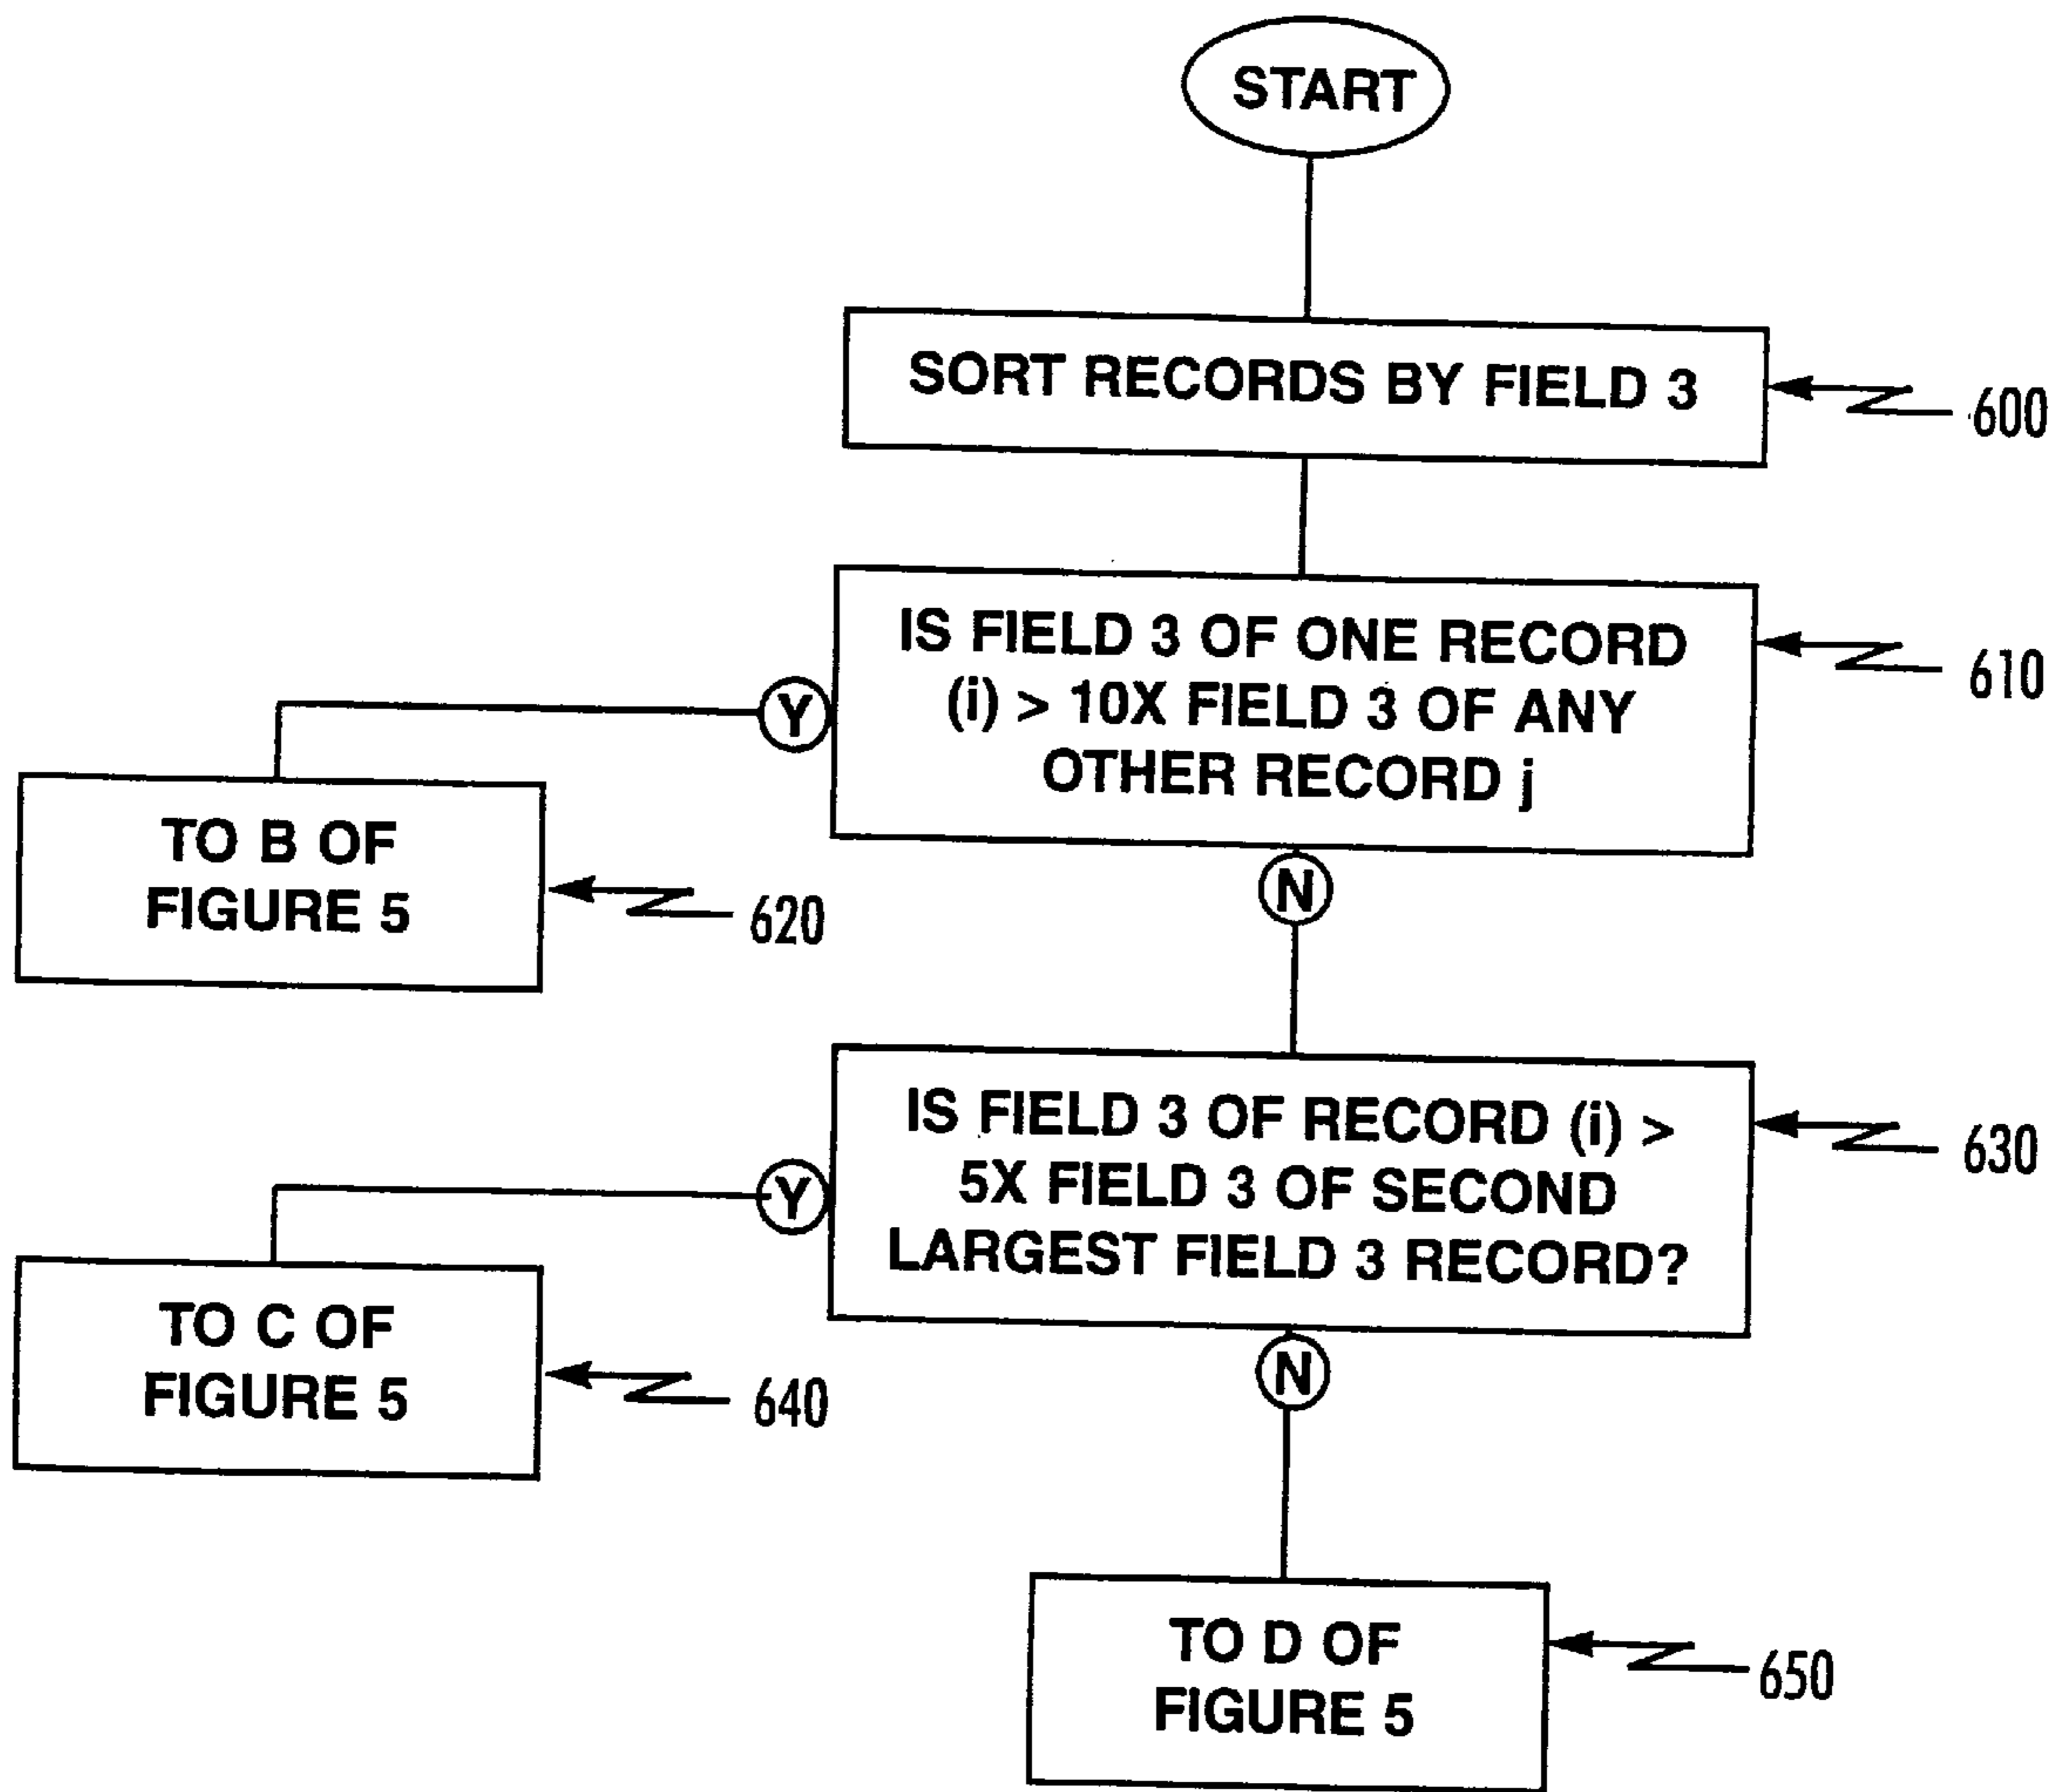 START
SORT RECORDS BY FIELD 3
600
IS FIELD 3 OF ONE RECORD
(i) > 10X FIELD 3 OF ANY
OTHER RECORD j
610
Y
TO B OF
FIGURE 5
620
N
IS FIELD 3 OF RECORD (i) >
5X FIELD 3 OF SECOND
LARGEST FIELD 3 RECORD?
630
Y
TO C OF
FIGURE 5
640
N
TO D OF
FIGURE 5
650